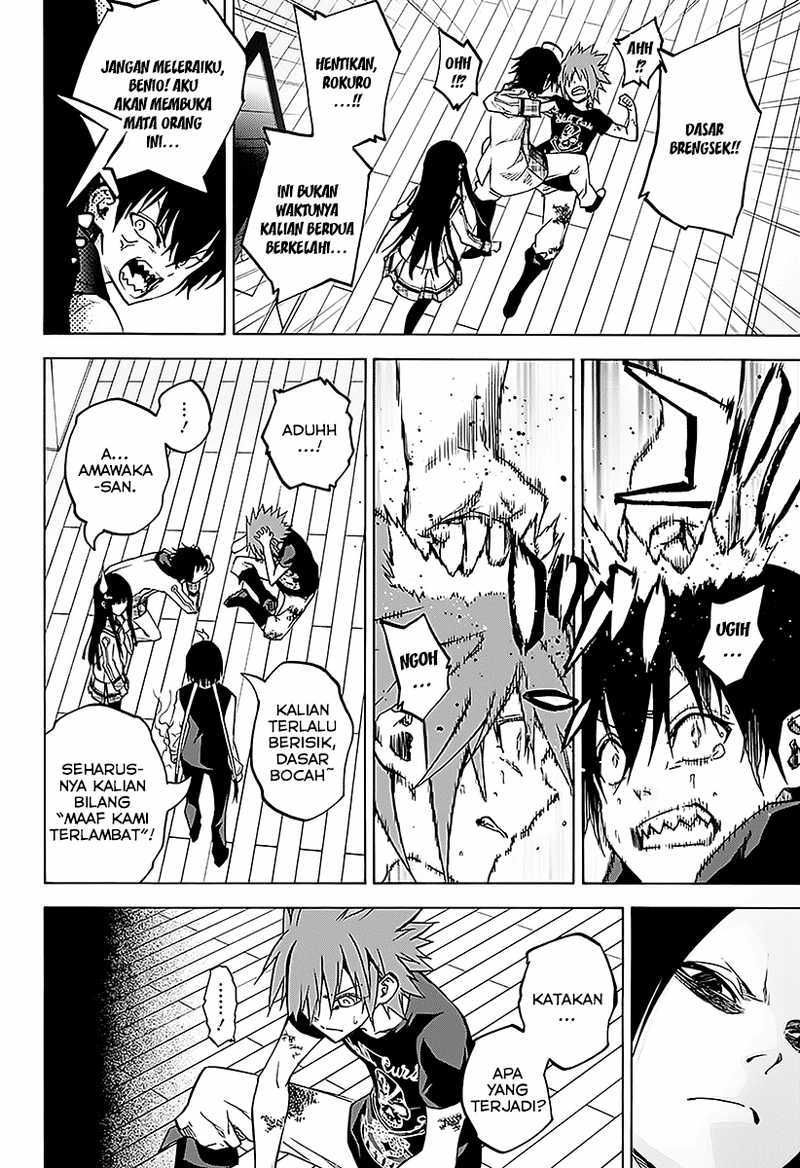 DASAR
BRENGSEK!!
AHH
!?
OHH
!!?
HENTIKAN,
ROKURO
...!!
INI BUKAN
WAKTUNYA
KALIAN BERDUA
BERKELAHI...
JANGAN MELERAIKU,
BENIO! AKU
AKAN MEMBUKA
MATA ORANG
INI...
UGIH
...
NGOH
...
ADUHH
...!
...!
A...
AMAWAKA
-SAN.
KALIAN
TERLALU
BERISIK,
DASAR
BOCAH~
SEHARUS-
NYA KALIAN
BILANG
“MAAF KAMI
TERLAMBAT”!
KATAKAN
...
APA
YANG
TERJADI?
......